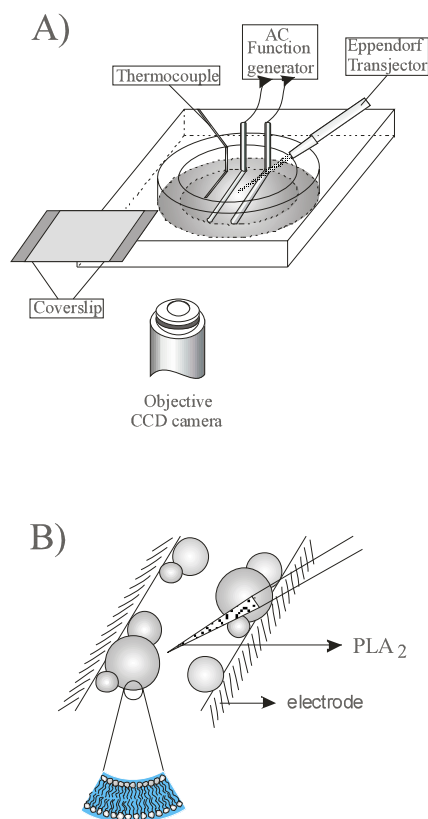 A)
AC
Function
generator
Eppendorf
Transjector
Thermocouple
Coverslip
Objective
CCD camera
B)
PLA 2
electrode